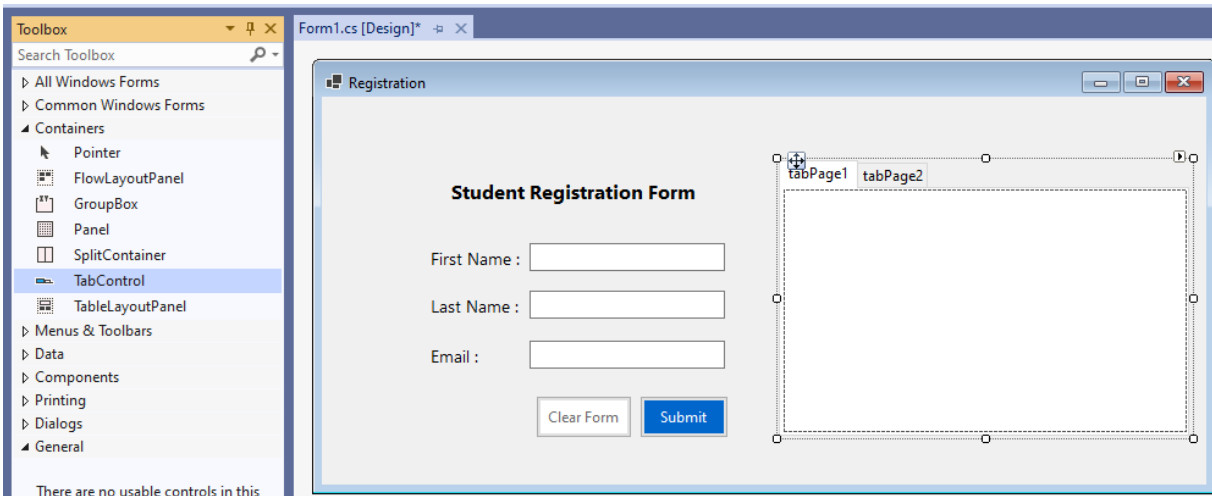 Toolbox
Search Toolbox
All Windows Forms
Common Windows Forms
Containers
Pointer
FlowLayoutPanel
GroupBox
Panel
SplitContainer
TabControl
TableLayoutPanel
Menus & Toolbars
Data
Components
Printing
Dialogs
General
There are no usable controls in this
Form1.cs [Design]*
Registration
Student Registration Form
First Name :
Last Name :
Email :
Clear Form Submit
tabPage1 tabPage2